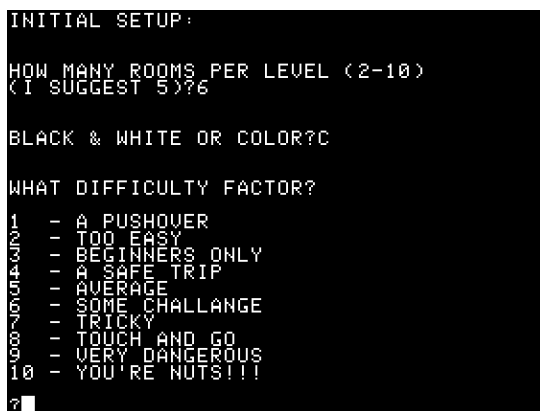 INITIAL SETUP:
HOW MANY ROOMS PER LEVEL (2-10)
(I SUGGEST 5)?6
BLACK & WHITE OR COLOR?C
WHAT DIFFICULTY FACTOR?
1 - A PUSHOVER
2 - TOO EASY
3 - BEGINNERS ONLY
4 - A SAFE TRIP
5 - AVERAGE
6 - SOME CHALLANGE
7 - TRICKY
8 - TOUCH AND GO
9 - VERY DANGEROUS
10 - YOU'RE NUTS!!!
?